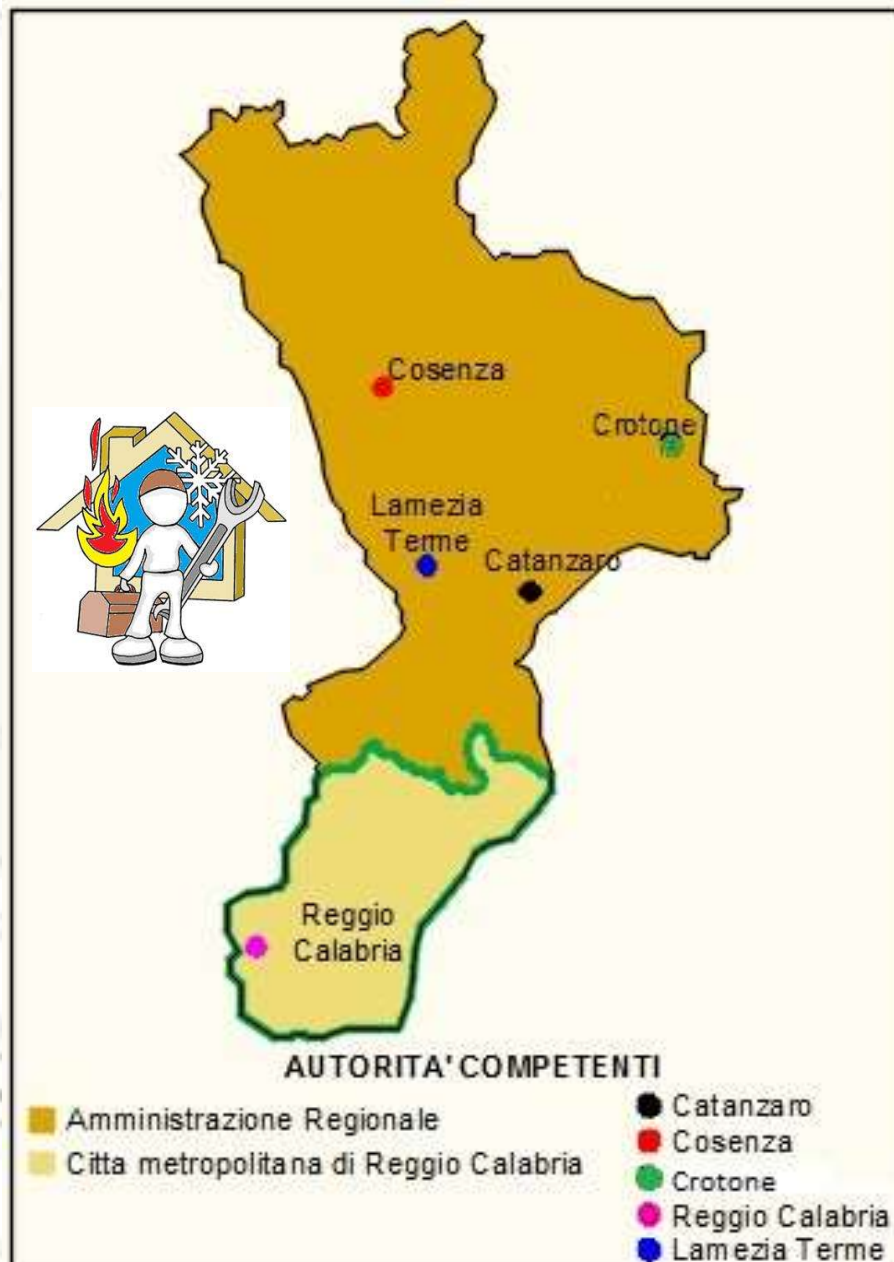 Cosenza
Crotone
Lamezia
Terme
Catanzaro
Reggio
Calabria
AUTORITA' COMPETENTI
Amministrazione Regionale
Citta metropolitana di Reggio Calabria
Catanzaro
Cosenza
Crotone
Reggio Calabria
Lamezia Terme